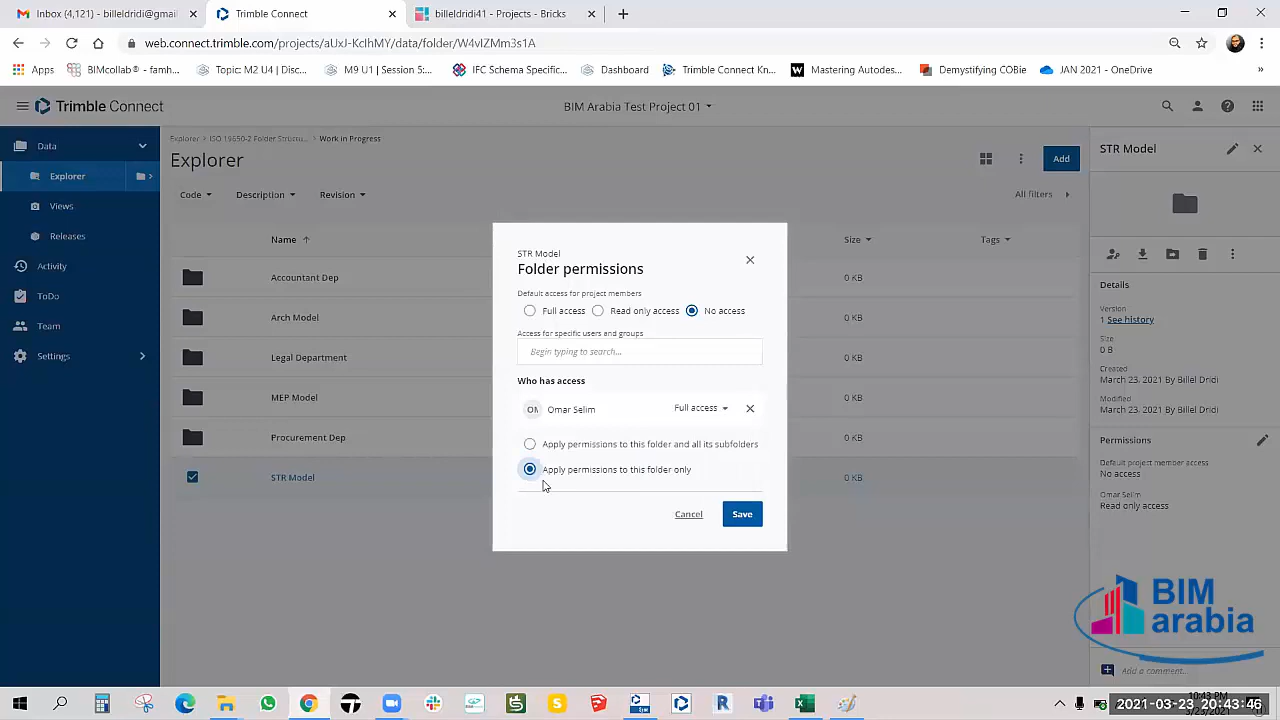 Inbox (4,121) - billeldridi@gmail
Trimble Connect
billeldridi41 - Projects - Bricks
web.connect.trimble.com/projects/aUxJ-KcIhMY/data/folder/W4vIZMm3s1A
Apps
BIMcollab® - famh...
Topic: M2 U4 | Disc...
M9 U1 | Session 5:...
IFC Schema Specific...
Dashboard
Trimble Connect Kn...
Mastering Autodes...
Demystifying COBie
JAN 2021 - OneDrive
Trimble Connect
BIM Arabia Test Project 01
Data
Explorer
Views
Releases
Activity
ToDo
Team
Settings
Explorer > ISO 19650-2 Folder Structu... > Work in Progress
Explorer
Add
Code
Description
Revision
All filters
Name
Size
Tags
Accountant Dep
0 KB
Arch Model
0 KB
Legal Department
0 KB
MEP Model
0 KB
Procurement Dep
0 KB
STR Model
0 KB
STR Model
Folder permissions
Default access for project members
Full access
Read only access
No access
Access for specific users and groups
Begin typing to search...
Who has access
Omar Selim
Full access
Apply permissions to this folder and all its subfolders
Apply permissions to this folder only
Cancel
Save
STR Model
Details
Version
1 See history
Size
0 B
Created
March 23, 2021 By Billel Dridi
Modified
March 23, 2021 By Billel Dridi
Permissions
Default project member access
No access
Omar Selim
Read only access
BIM
arabia
Add a comment...
2021-03-23 20:43:46